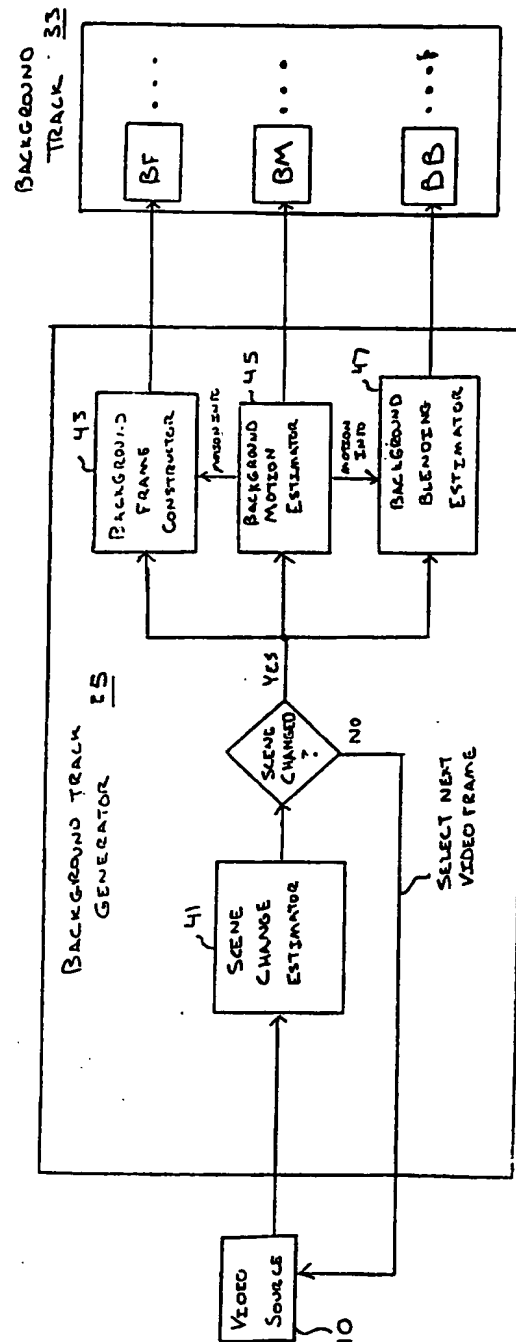 BACKGROUND
TRACK 33
BF
BM
BB
BACKGROUND TRACK
GENERATOR 25
43
BACKGROUND
FRAME
CONSTRUCTOR
MOTION INFO
45
BACKGROUND
MOTION
ESTIMATOR
MOTION
INFO
47
BACKGROUND
BLENDING
ESTIMATOR
YES
SCENE
CHANGED
?
NO
41
SCENE
CHANGE
ESTIMATOR
SELECT NEXT
VIDEO FRAME
VIDEO
SOURCE
10